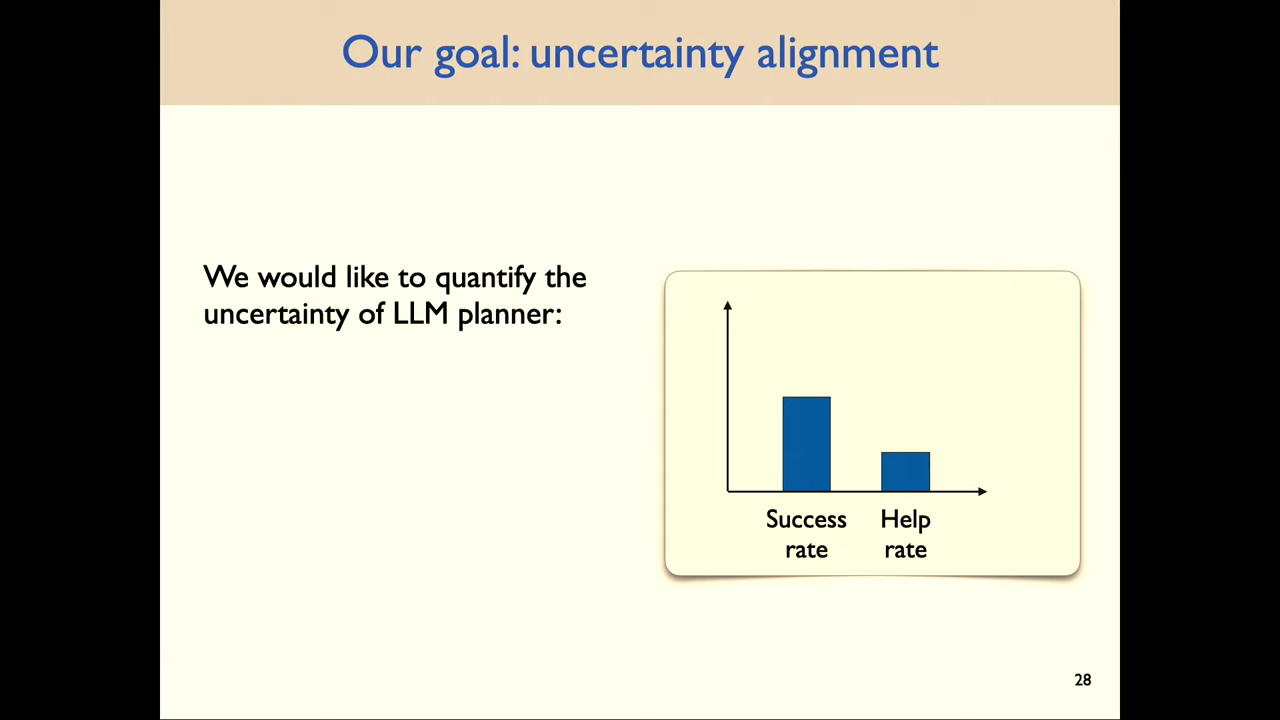 Our goal: uncertainty alignment
We would like to quantify the
uncertainty of LLM planner:
Success
rate
Help
rate
28